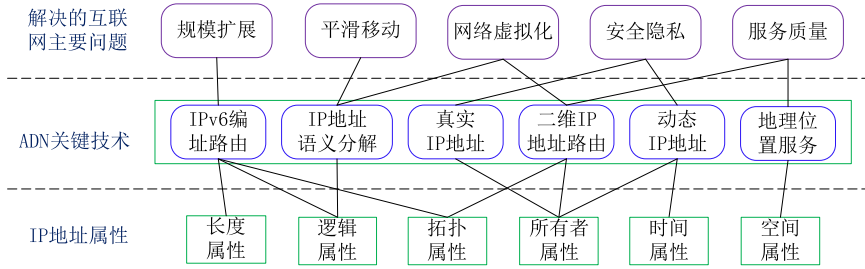 解决的互联
网主要问题
规模扩展
平滑移动
网络虚拟化
安全隐私
服务质量
ADN关键技术
IPv6编
址路由
IP地址
语义分解
真实
IP地址
二维IP
地址路由
动态
IP地址
地理位
置服务
IP地址属性
长度
属性
逻辑
属性
拓扑
属性
所有者
属性
时间
属性
空间
属性